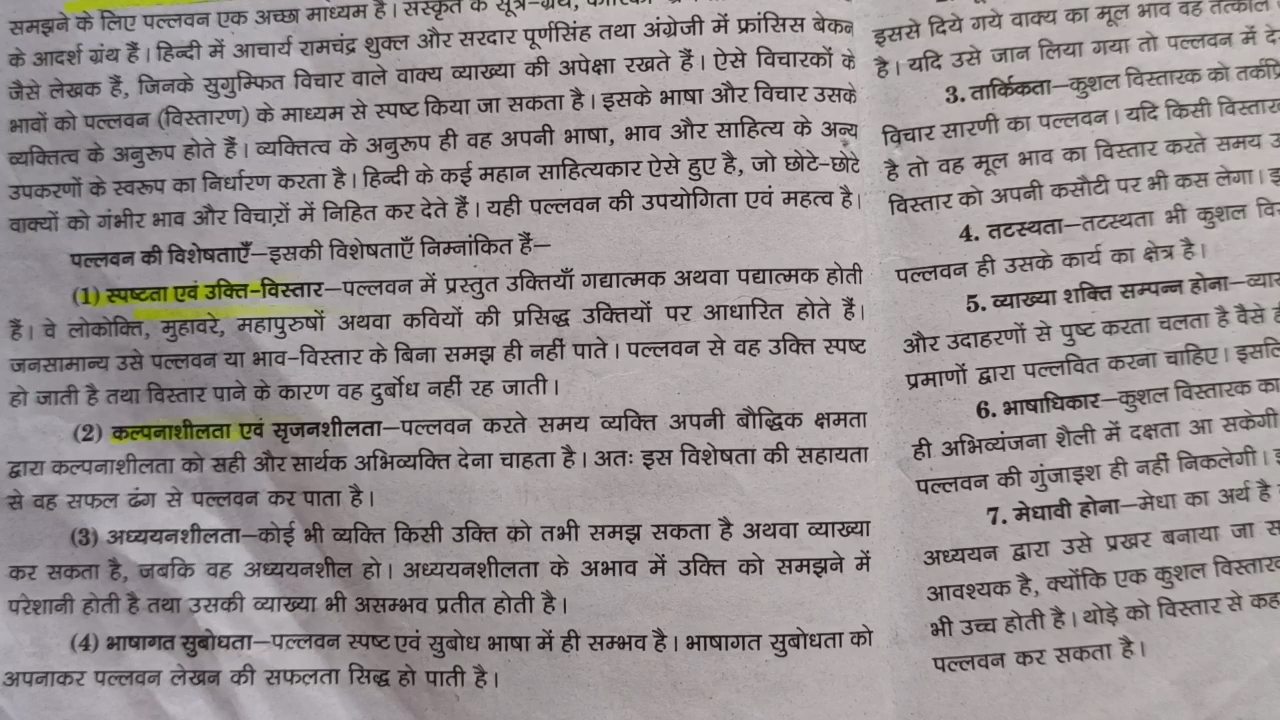 समझने के लिए पल्लवन एक अच्छा माध्यम है। संस्कृत के सूत्र-ग्रंथ,
के आदर्श ग्रंथ हैं। हिन्दी में आचार्य रामचंद्र शुक्ल और सरदार पूर्णसिंह तथा अंग्रेजी में फ्रांसिस बेकन
जैसे लेखक हैं, जिनके सुगुम्फित विचार वाले वाक्य व्याख्या की अपेक्षा रखते हैं। ऐसे विचारकों के
भावों को पल्लवन (विस्तारण) के माध्यम से स्पष्ट किया जा सकता है। इसके भाषा और विचार उसके
व्यक्तित्व के अनुरूप होते हैं। व्यक्तित्व के अनुरूप ही वह अपनी भाषा, भाव और साहित्य के अन्य
उपकरणों के स्वरूप का निर्धारण करता है। हिन्दी के कई महान साहित्यकार ऐसे हुए है, जो छोटे-छोटे
वाक्यों को गंभीर भाव और विचारों में निहित कर देते हैं। यही पल्लवन की उपयोगिता एवं महत्व है।
पल्लवन की विशेषताएँ—इसकी विशेषताएँ निम्नांकित हैं—
(1) स्पष्टता एवं उक्ति-विस्तार—पल्लवन में प्रस्तुत उक्तियाँ गद्यात्मक अथवा पद्यात्मक होती
हैं। वे लोकोक्ति, मुहावरे, महापुरुषों अथवा कवियों की प्रसिद्ध उक्तियों पर आधारित होते हैं।
जनसामान्य उसे पल्लवन या भाव-विस्तार के बिना समझ ही नहीं पाते। पल्लवन से वह उक्ति स्पष्ट
हो जाती है तथा विस्तार पाने के कारण वह दुर्बोध नहीं रह जाती।
(2) कल्पनाशीलता एवं सृजनशीलता—पल्लवन करते समय व्यक्ति अपनी बौद्धिक क्षमता
द्वारा कल्पनाशीलता को सही और सार्थक अभिव्यक्ति देना चाहता है। अतः इस विशेषता की सहायता
से वह सफल ढंग से पल्लवन कर पाता है।
(3) अध्ययनशीलता—कोई भी व्यक्ति किसी उक्ति को तभी समझ सकता है अथवा व्याख्या
कर सकता है, जबकि वह अध्ययनशील हो। अध्ययनशीलता के अभाव में उक्ति को समझने में
परेशानी होती है तथा उसकी व्याख्या भी असम्भव प्रतीत होती है।
(4) भाषागत सुबोधता—पल्लवन स्पष्ट एवं सुबोध भाषा में ही सम्भव है। भाषागत सुबोधता को
अपनाकर पल्लवन लेखन की सफलता सिद्ध हो पाती है।
इससे दिये गये वाक्य का मूल भाव वह तत्काल
है। यदि उसे जान लिया गया तो पल्लवन में दे
3. तार्किकता—कुशल विस्तारक को
विचार सारणी का पल्लवन। यदि किसी विस्तार
है तो वह मूल भाव का विस्तार करते समय
विस्तार को अपनी कसौटी पर भी कस लेगा।
4. तटस्थता—तटस्थता भी कुशल वि
पल्लवन ही उसके कार्य का क्षेत्र है।
5. व्याख्या शक्ति सम्पन्न होना—व्या
और उदाहरणों से पुष्ट करता चलता है वैसे
प्रमाणों द्वारा पल्लवित करना चाहिए। इसलि
6. भाषाधिकार—कुशल विस्तारक का
ही अभिव्यंजना शैली में दक्षता आ सकेगी
पल्लवन की गुंजाइश ही नहीं निकलेगी।
7. मेधावी होना—मेधा का अर्थ है
अध्ययन द्वारा उसे प्रखर बनाया जा स
आवश्यक है, क्योंकि एक कुशल विस्तार
भी उच्च होती है। थोड़े को विस्तार से कह
पल्लवन कर सकता है।